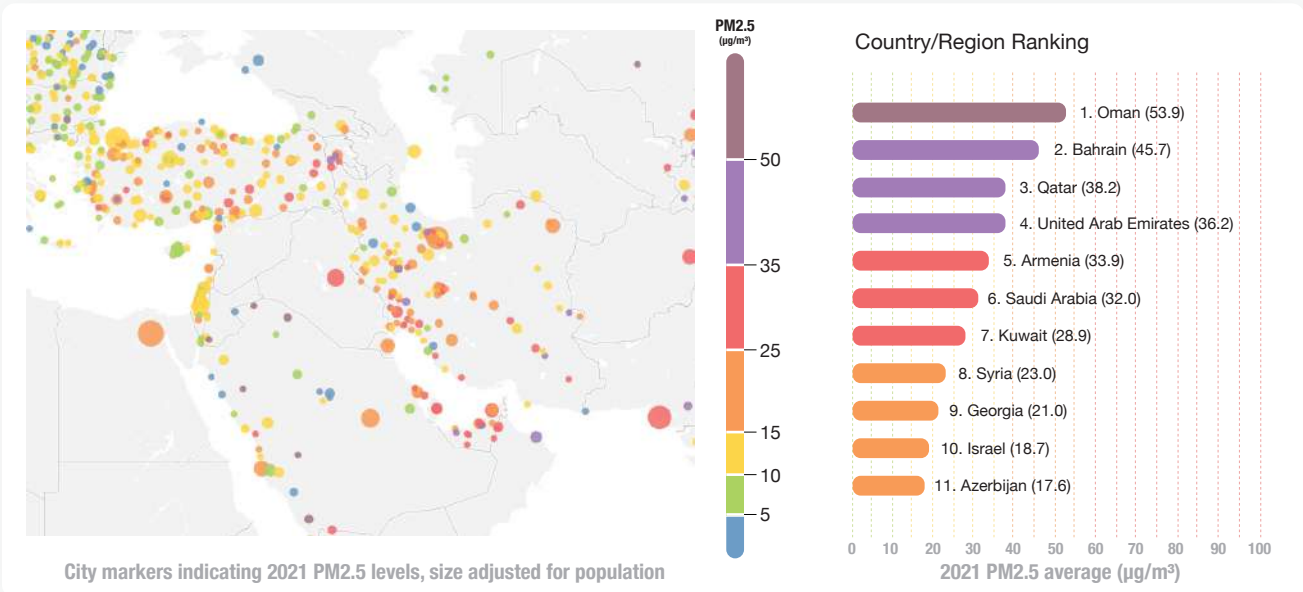 PM2.5
(µg/m³)
50
35
25
15
10
5
City markers indicating 2021 PM2.5 levels, size adjusted for population
Country/Region Ranking
1. Oman (53.9)
2. Bahrain (45.7)
3. Qatar (38.2)
4. United Arab Emirates (36.2)
5. Armenia (33.9)
6. Saudi Arabia (32.0)
7. Kuwait (28.9)
8. Syria (23.0)
9. Georgia (21.0)
10. Israel (18.7)
11. Azerbijan (17.6)
0 10 20 30 40 50 60 70 80 90 100
2021 PM2.5 average (µg/m³)